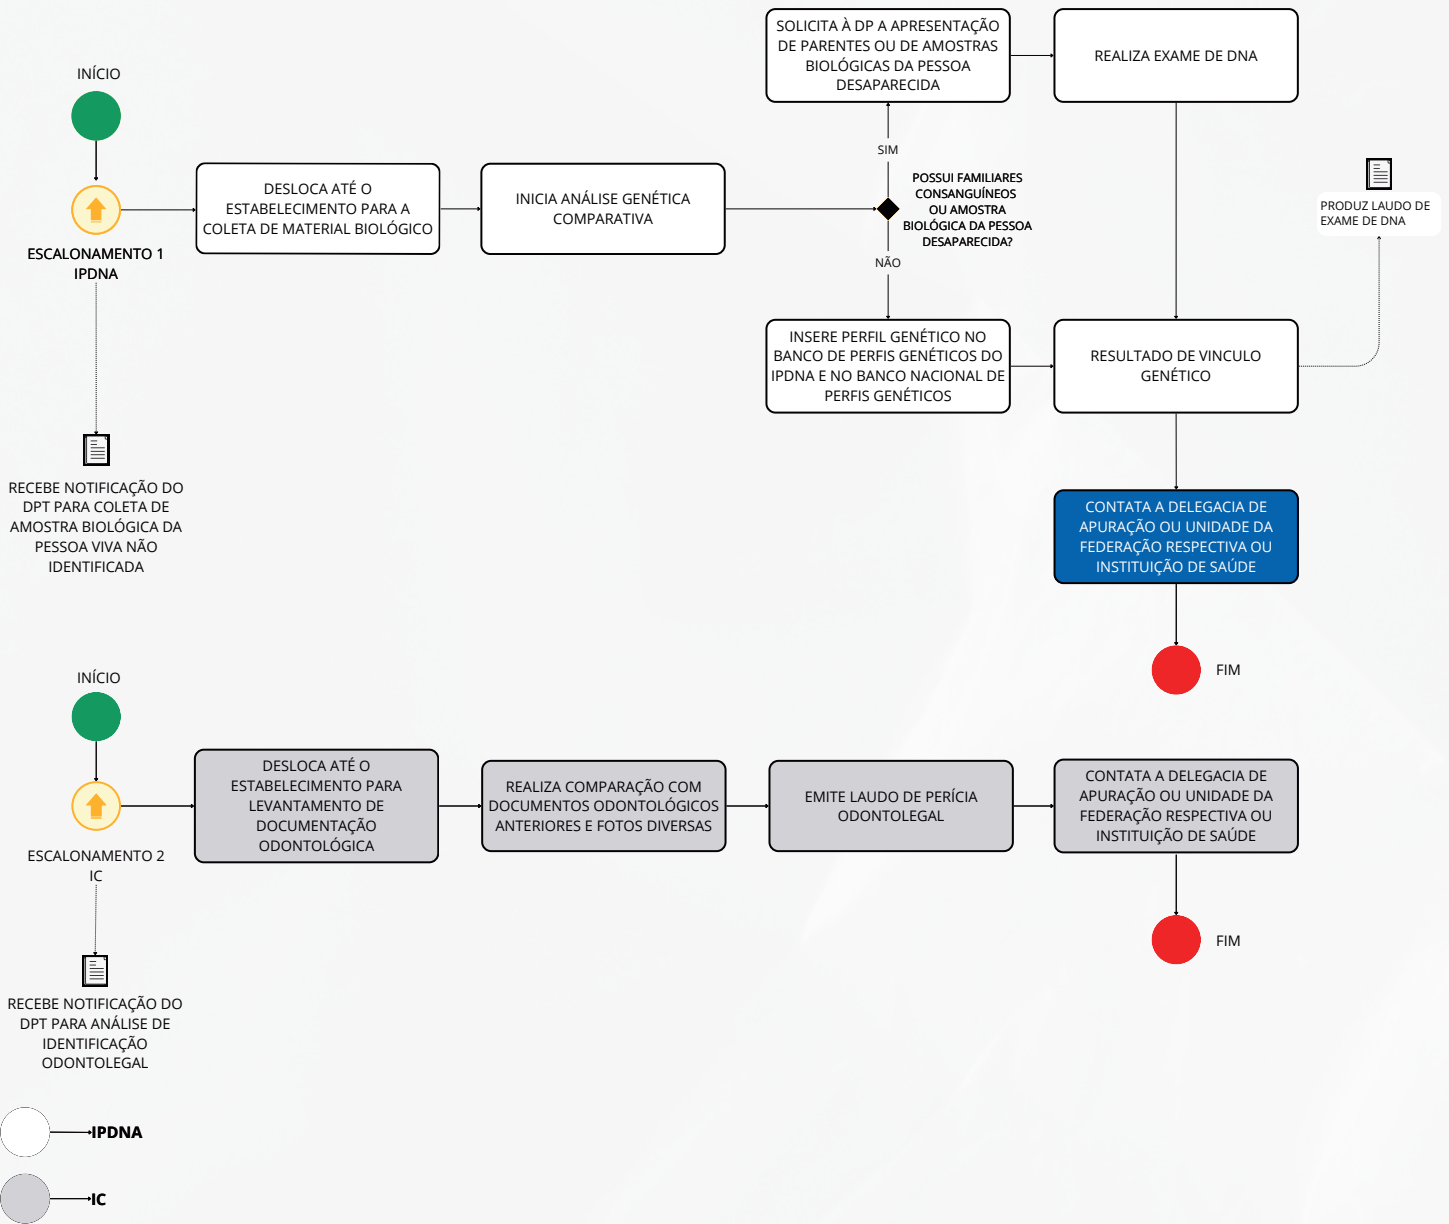 INÍCIO
ESCALONAMENTO 1
IPDNA
RECEBE NOTIFICAÇÃO DO
DPT PARA COLETA DE
AMOSTRA BIOLÓGICA DA
PESSOA VIVA NÃO
IDENTIFICADA
DESLOCA ATÉ O
ESTABELECIMENTO PARA A
COLETA DE MATERIAL BIOLÓGICO
INICIA ANÁLISE GENÉTICA
COMPARATIVA
POSSUI FAMILIARES
CONSANGUÍNEOS
OU AMOSTRA
BIOLÓGICA DA PESSOA
DESAPARECIDA?
SIM
SOLICITA À DP A APRESENTAÇÃO
DE PARENTES OU DE AMOSTRAS
BIOLÓGICAS DA PESSOA
DESAPARECIDA
REALIZA EXAME DE DNA
NÃO
INSERE PERFIL GENÉTICO NO
BANCO DE PERFIS GENÉTICOS DO
IPDNA E NO BANCO NACIONAL DE
PERFIS GENÉTICOS
RESULTADO DE VINCULO
GENÉTICO
PRODUZ LAUDO DE
EXAME DE DNA
CONTATA A DELEGACIA DE
APURAÇÃO OU UNIDADE DA
FEDERAÇÃO RESPECTIVA OU
INSTITUIÇÃO DE SAÚDE
FIM
INÍCIO
ESCALONAMENTO 2
IC
RECEBE NOTIFICAÇÃO DO
DPT PARA ANÁLISE DE
IDENTIFICAÇÃO
ODONTOLEGAL
DESLOCA ATÉ O
ESTABELECIMENTO PARA
LEVANTAMENTO DE
DOCUMENTAÇÃO
ODONTOLÓGICA
REALIZA COMPARAÇÃO COM
DOCUMENTOS ODONTOLÓGICOS
ANTERIORES E FOTOS DIVERSAS
EMITE LAUDO DE PERÍCIA
ODONTOLEGAL
CONTATA A DELEGACIA DE
APURAÇÃO OU UNIDADE DA
FEDERAÇÃO RESPECTIVA OU
INSTITUIÇÃO DE SAÚDE
FIM
IPDNA
IC